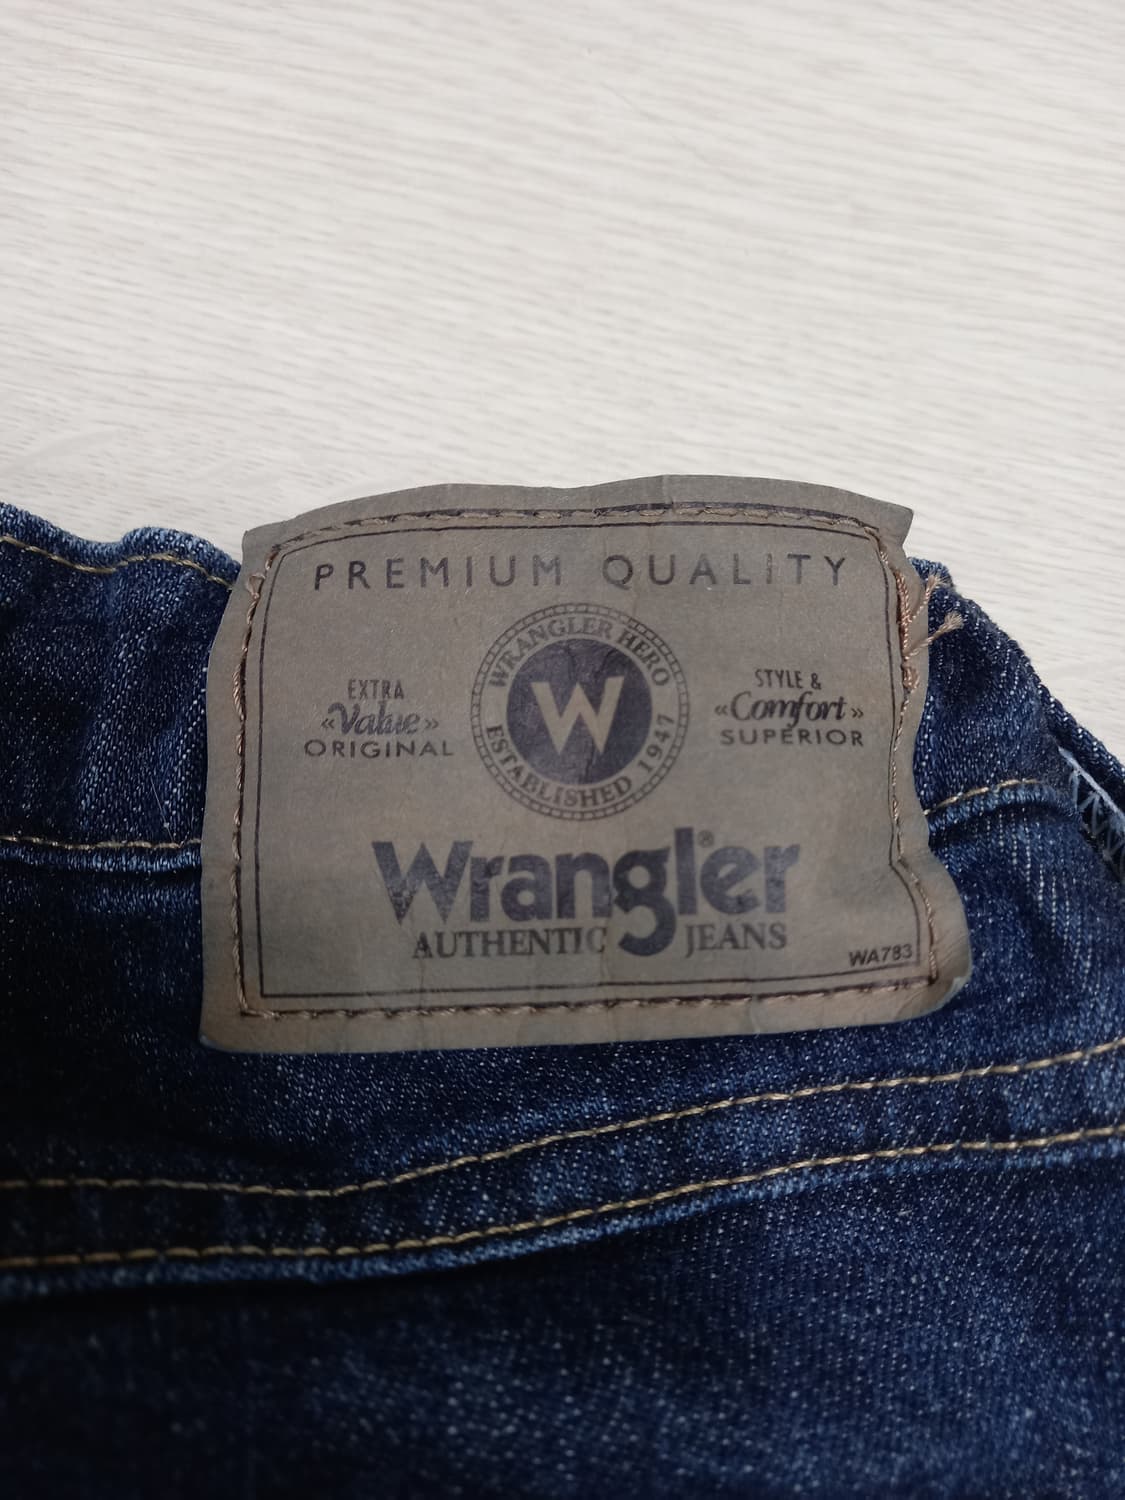 PREMIUM QUALITY
WRANGLER HERO
W
ESTABLISHED 1947
EXTRA
«Value»
ORIGINAL
STYLE &
«Comfort»
SUPERIOR
Wrangler®
AUTHENTIC JEANS
WA783